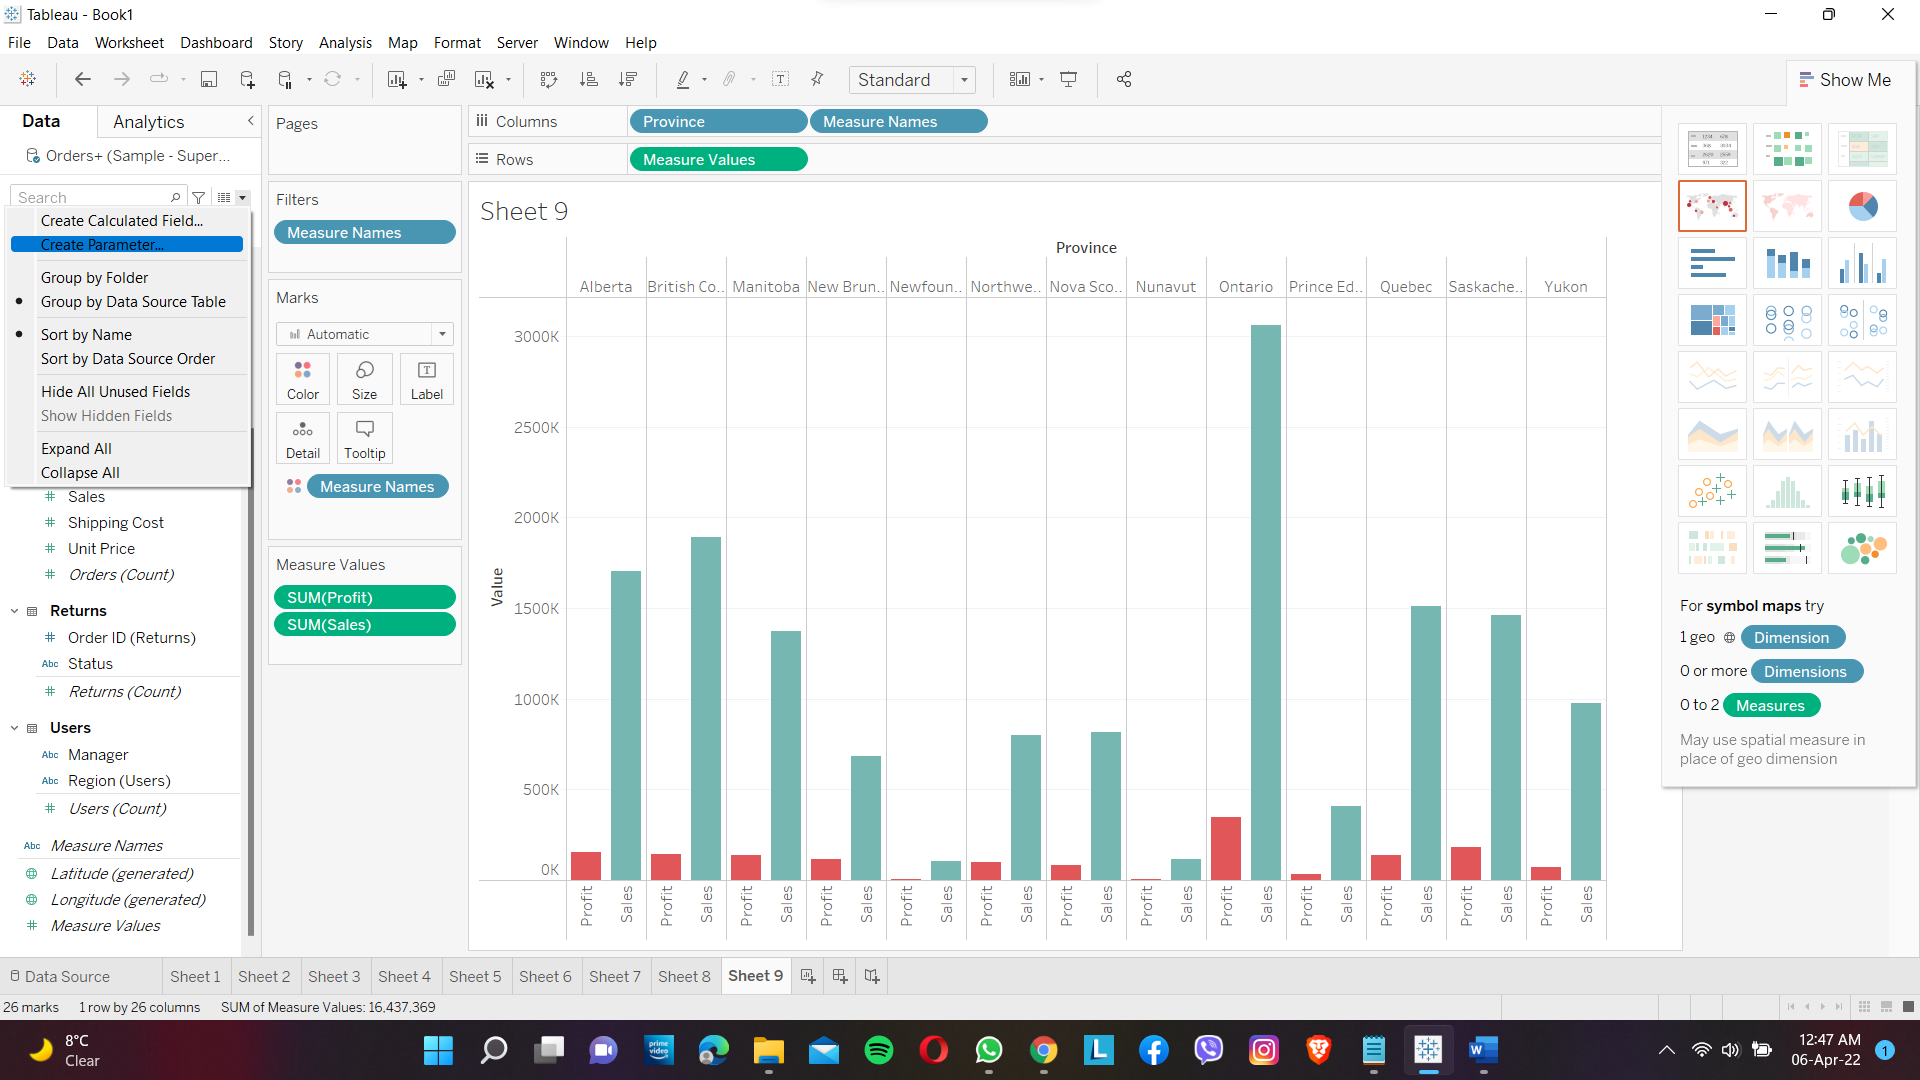 Tableau - Book1
File Data Worksheet Dashboard Story Analysis Map Format Server Window Help
Standard
Show Me
Data Analytics
Orders+ (Sample - Super...
Search
Create Calculated Field...
Create Parameter...
Group by Folder
Group by Data Source Table
Sort by Name
Sort by Data Source Order
Hide All Unused Fields
Show Hidden Fields
Expand All
Collapse All
# Sales
# Shipping Cost
# Unit Price
# Orders (Count)
Returns
# Order ID (Returns)
Abc Status
# Returns (Count)
Users
Abc Manager
Abc Region (Users)
# Users (Count)
Abc Measure Names
Latitude (generated)
Longitude (generated)
# Measure Values
Pages
Filters
Measure Names
Marks
Automatic
Color Size Label
Detail Tooltip
Measure Names
Measure Values
SUM(Profit)
SUM(Sales)
Columns Province Measure Names
Rows Measure Values
Sheet 9
Province
Alberta British Co.. Manitoba New Brun.. Newfoun.. Northwe.. Nova Sco.. Nunavut Ontario Prince Ed.. Quebec Saskache.. Yukon
3000K
2500K
2000K
1500K
1000K
500K
0K
Value
Profit Sales Profit Sales Profit Sales Profit Sales Profit Sales Profit Sales Profit Sales Profit Sales Profit Sales Profit Sales Profit Sales Profit Sales Profit Sales
For symbol maps try
1 geo Dimension
0 or more Dimensions
0 to 2 Measures
May use spatial measure in
place of geo dimension
Data Source Sheet 1 Sheet 2 Sheet 3 Sheet 4 Sheet 5 Sheet 6 Sheet 7 Sheet 8 Sheet 9
26 marks 1 row by 26 columns SUM of Measure Values: 16,437,369
8°C
Clear
prime
video
L
W
12:47 AM
06-Apr-22
1